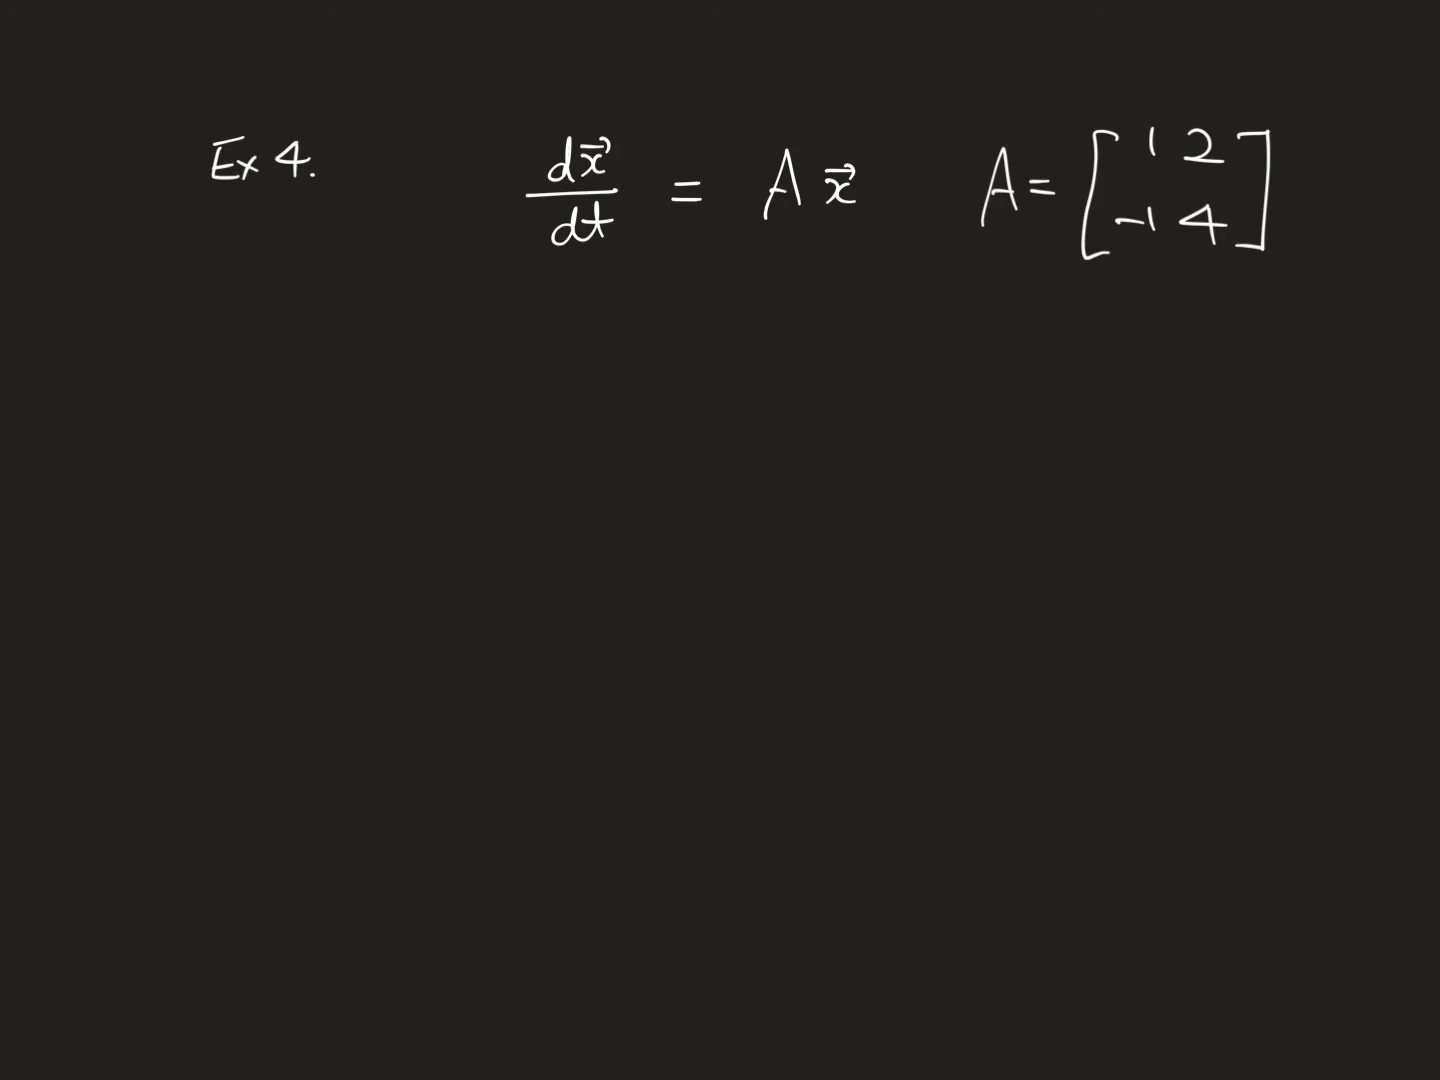 Ex 4. dx⃗/dt = A x⃗ A = [1 2; -1 4]